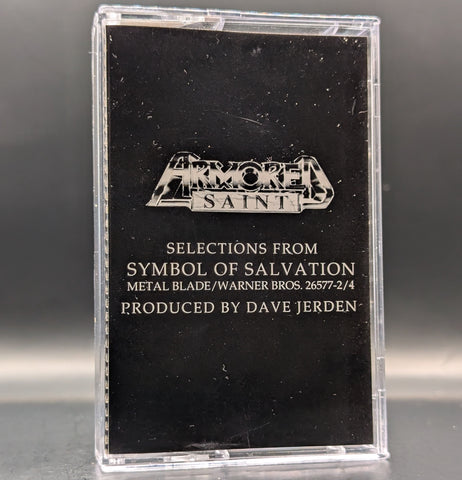 ARMORED
SAINT
SELECTIONS FROM
SYMBOL OF SALVATION
METAL BLADE/WARNER BROS. 26577-2/4
PRODUCED BY DAVE JERDEN